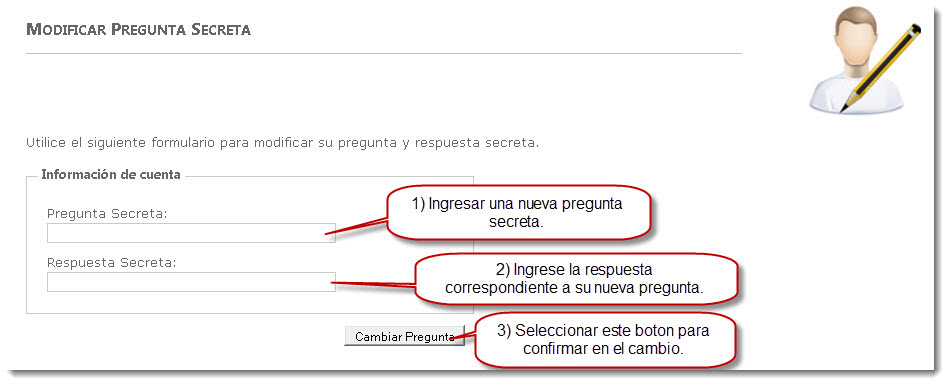 MODIFICAR PREGUNTA SECRETA
Utilice el siguiente formulario para modificar su pregunta y respuesta secreta.
Información de cuenta
Pregunta Secreta:
1) Ingresar una nueva pregunta
secreta.
Respuesta Secreta:
2) Ingrese la respuesta
correspondiente a su nueva pregunta.
Cambiar Pregunta
3) Seleccionar este boton para
confirmar en el cambio.